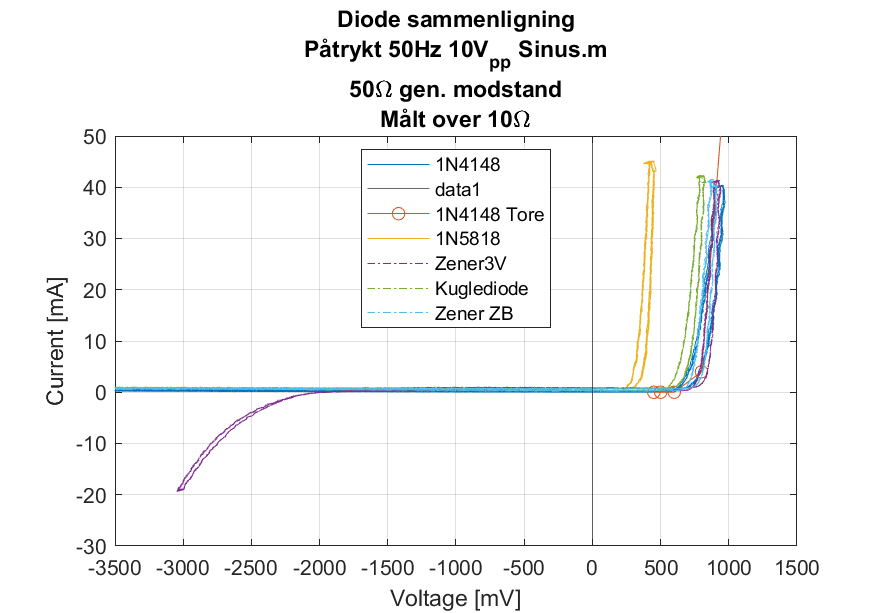 Diode sammenligning
Påtrykt 50Hz 10Vpp Sinus.m
50Ω gen. modstand
Målt over 10Ω
50
40
30
20
10
0
-10
-20
-30
Current [mA]
1N4148
data1
1N4148 Tore
1N5818
Zener3V
Kuglediode
Zener ZB
-3500 -3000 -2500 -2000 -1500 -1000 -500 0 500 1000 1500
Voltage [mV]